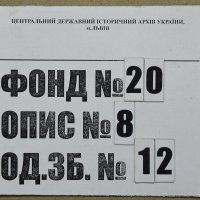 ЦЕНТРАЛЬНИЙ ДЕРЖАВНИЙ ІСТОРИЧНИЙ АРХІВ УКРАЇНИ,
м.ЛЬВІВ
ФОНД №20
ОПИС №8
ОД.ЗБ. № 12